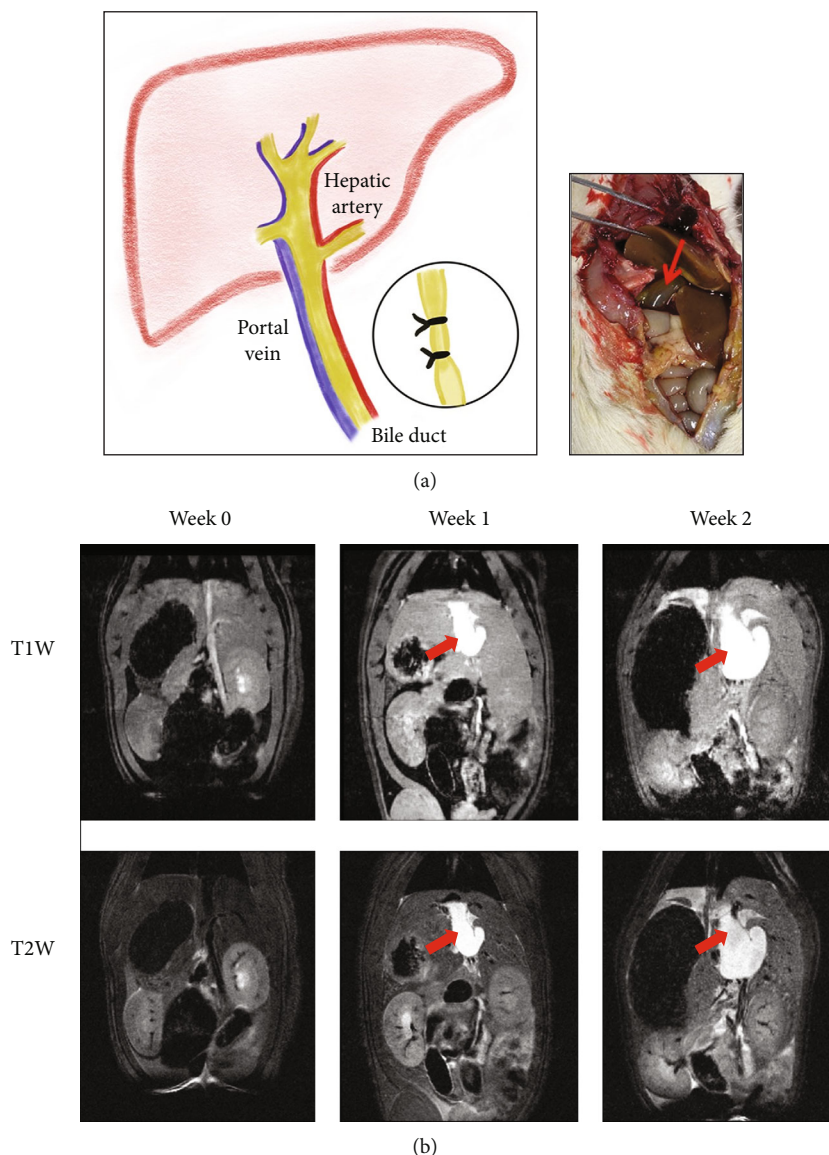 Hepatic
artery
Portal
vein
Bile duct
(a)
Week 0
Week 1
Week 2
T1W
T2W
(b)